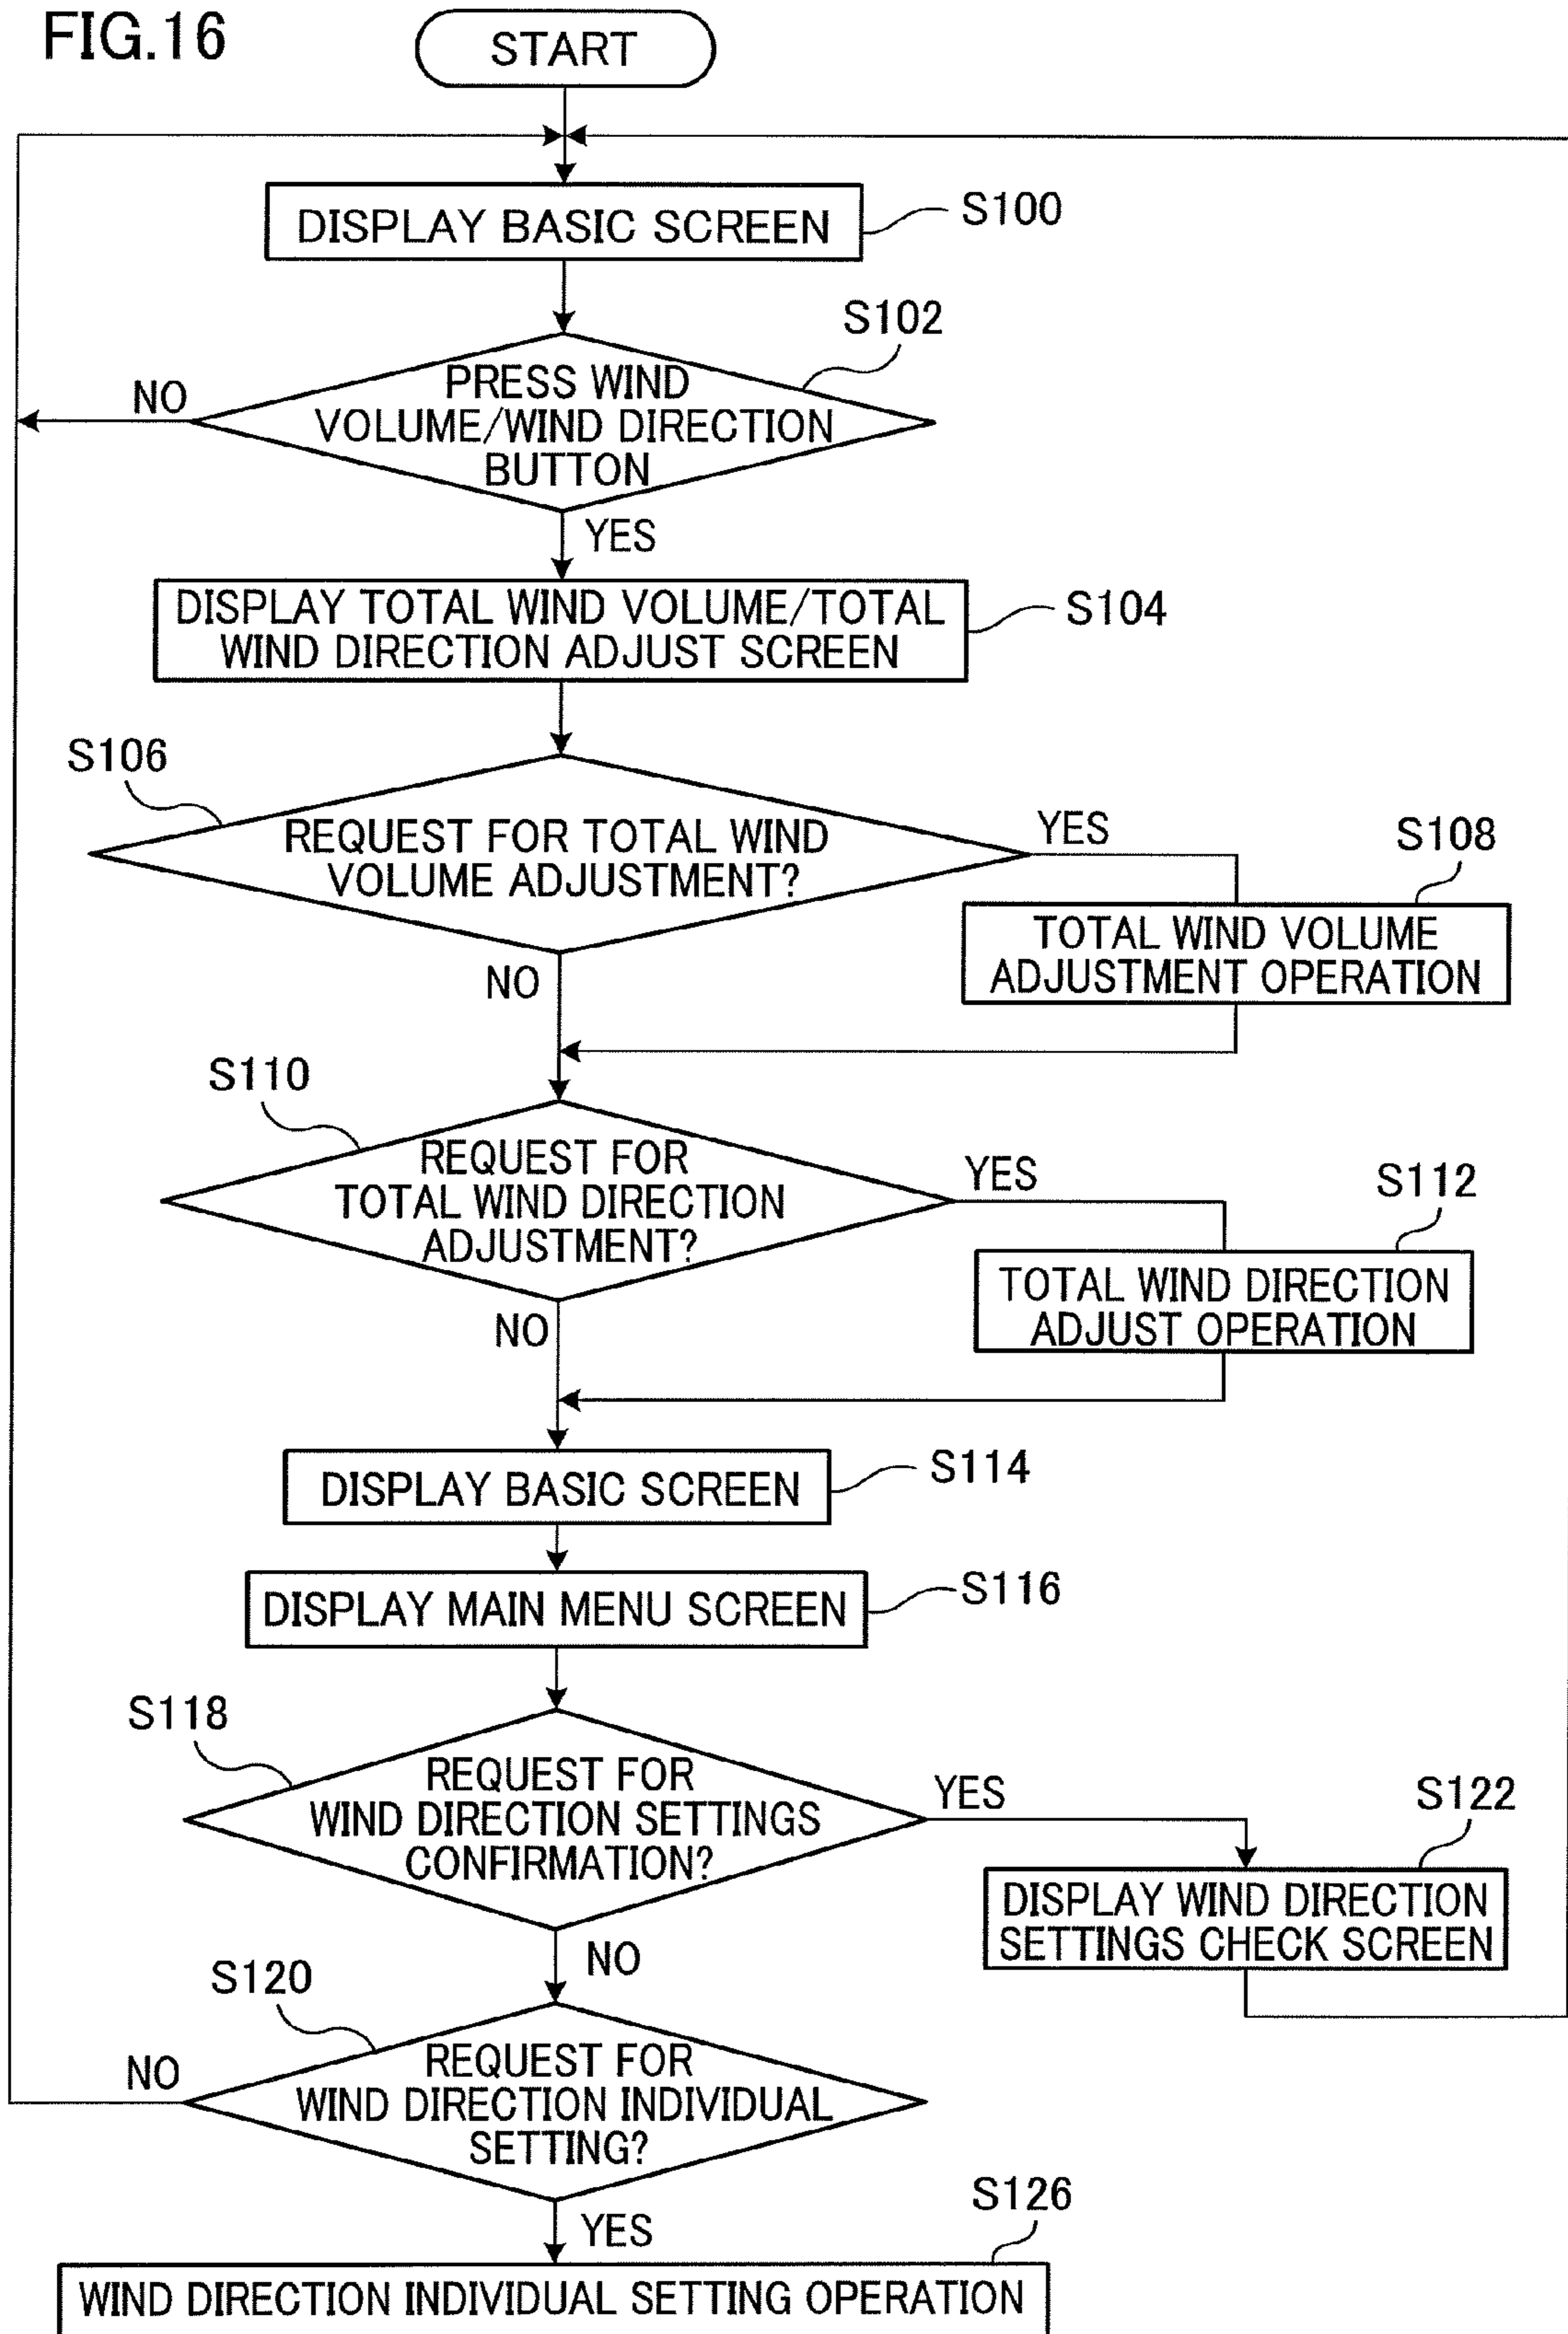 FIG.16
START
DISPLAY BASIC SCREEN
S100
S102
PRESS WIND
VOLUME/WIND DIRECTION
BUTTON
NO
YES
DISPLAY TOTAL WIND VOLUME/TOTAL
WIND DIRECTION ADJUST SCREEN
S104
S106
REQUEST FOR TOTAL WIND
VOLUME ADJUSTMENT?
YES
S108
TOTAL WIND VOLUME
ADJUSTMENT OPERATION
NO
S110
REQUEST FOR
TOTAL WIND DIRECTION
ADJUSTMENT?
YES
S112
TOTAL WIND DIRECTION
ADJUST OPERATION
NO
DISPLAY BASIC SCREEN
S114
DISPLAY MAIN MENU SCREEN
S116
S118
REQUEST FOR
WIND DIRECTION SETTINGS
CONFIRMATION?
YES
S122
DISPLAY WIND DIRECTION
SETTINGS CHECK SCREEN
NO
S120
REQUEST FOR
WIND DIRECTION INDIVIDUAL
SETTING?
NO
YES
S126
WIND DIRECTION INDIVIDUAL SETTING OPERATION